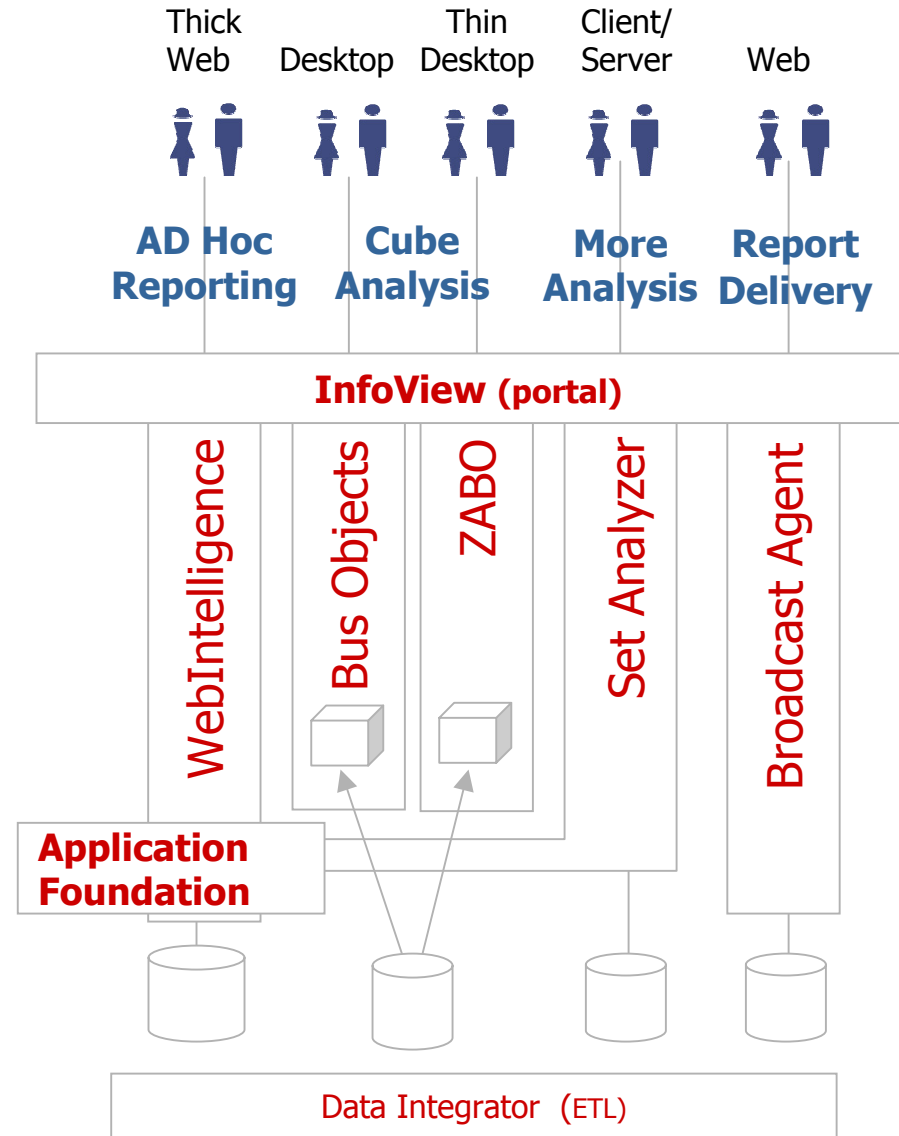 Thick
Web
Desktop
Thin
Desktop
Client/
Server
Web
AD Hoc
Reporting
Cube
Analysis
More
Analysis
Report
Delivery
InfoView (portal)
WebIntelligence
Bus Objects
ZABO
Set Analyzer
Broadcast Agent
Application
Foundation
Data Integrator (ETL)